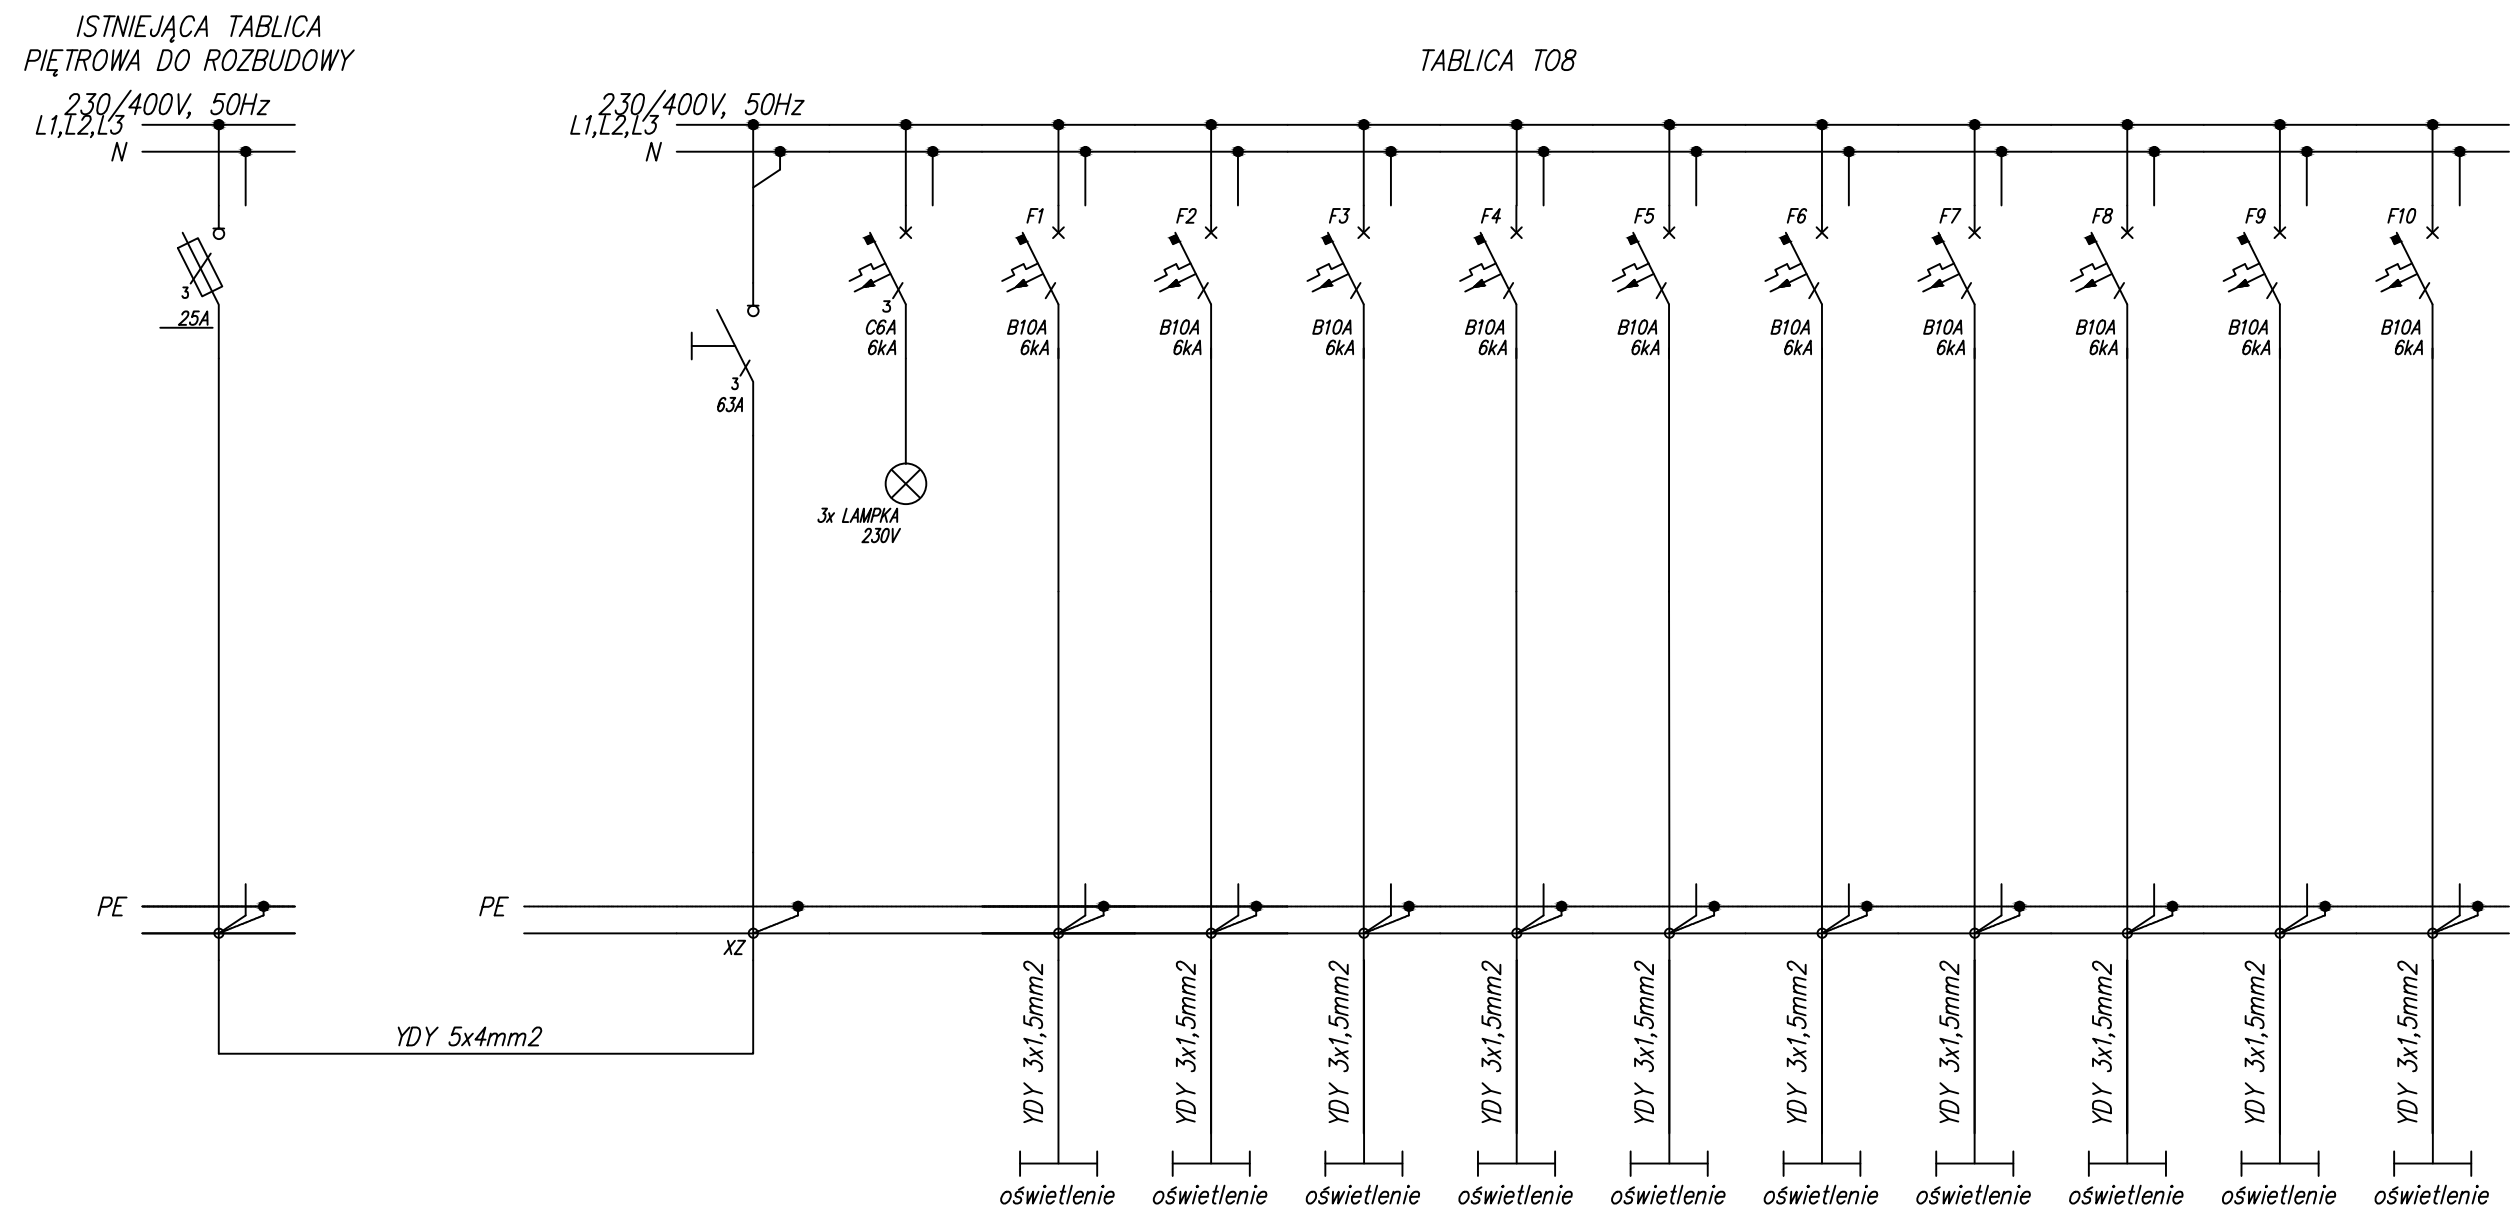 ISTNIEJĄCA TABLICA
PIĘTROWA DO ROZBUDOWY
TABLICA TO8
230/400V, 50Hz
L1,L2,L3
N
230/400V, 50Hz
L1,L2,L3
N
F1
F2
F3
F4
F5
F6
F7
F8
F9
F10
3
25A
3
63A
3
C6A
6kA
B10A
6kA
B10A
6kA
B10A
6kA
B10A
6kA
B10A
6kA
B10A
6kA
B10A
6kA
B10A
6kA
B10A
6kA
B10A
6kA
3x LAMPKA
230V
PE
PE
XZ
YDY 5x4mm2
YDY 3x1,5mm2
YDY 3x1,5mm2
YDY 3x1,5mm2
YDY 3x1,5mm2
YDY 3x1,5mm2
YDY 3x1,5mm2
YDY 3x1,5mm2
YDY 3x1,5mm2
YDY 3x1,5mm2
YDY 3x1,5mm2
oświetlenie
oświetlenie
oświetlenie
oświetlenie
oświetlenie
oświetlenie
oświetlenie
oświetlenie
oświetlenie
oświetlenie